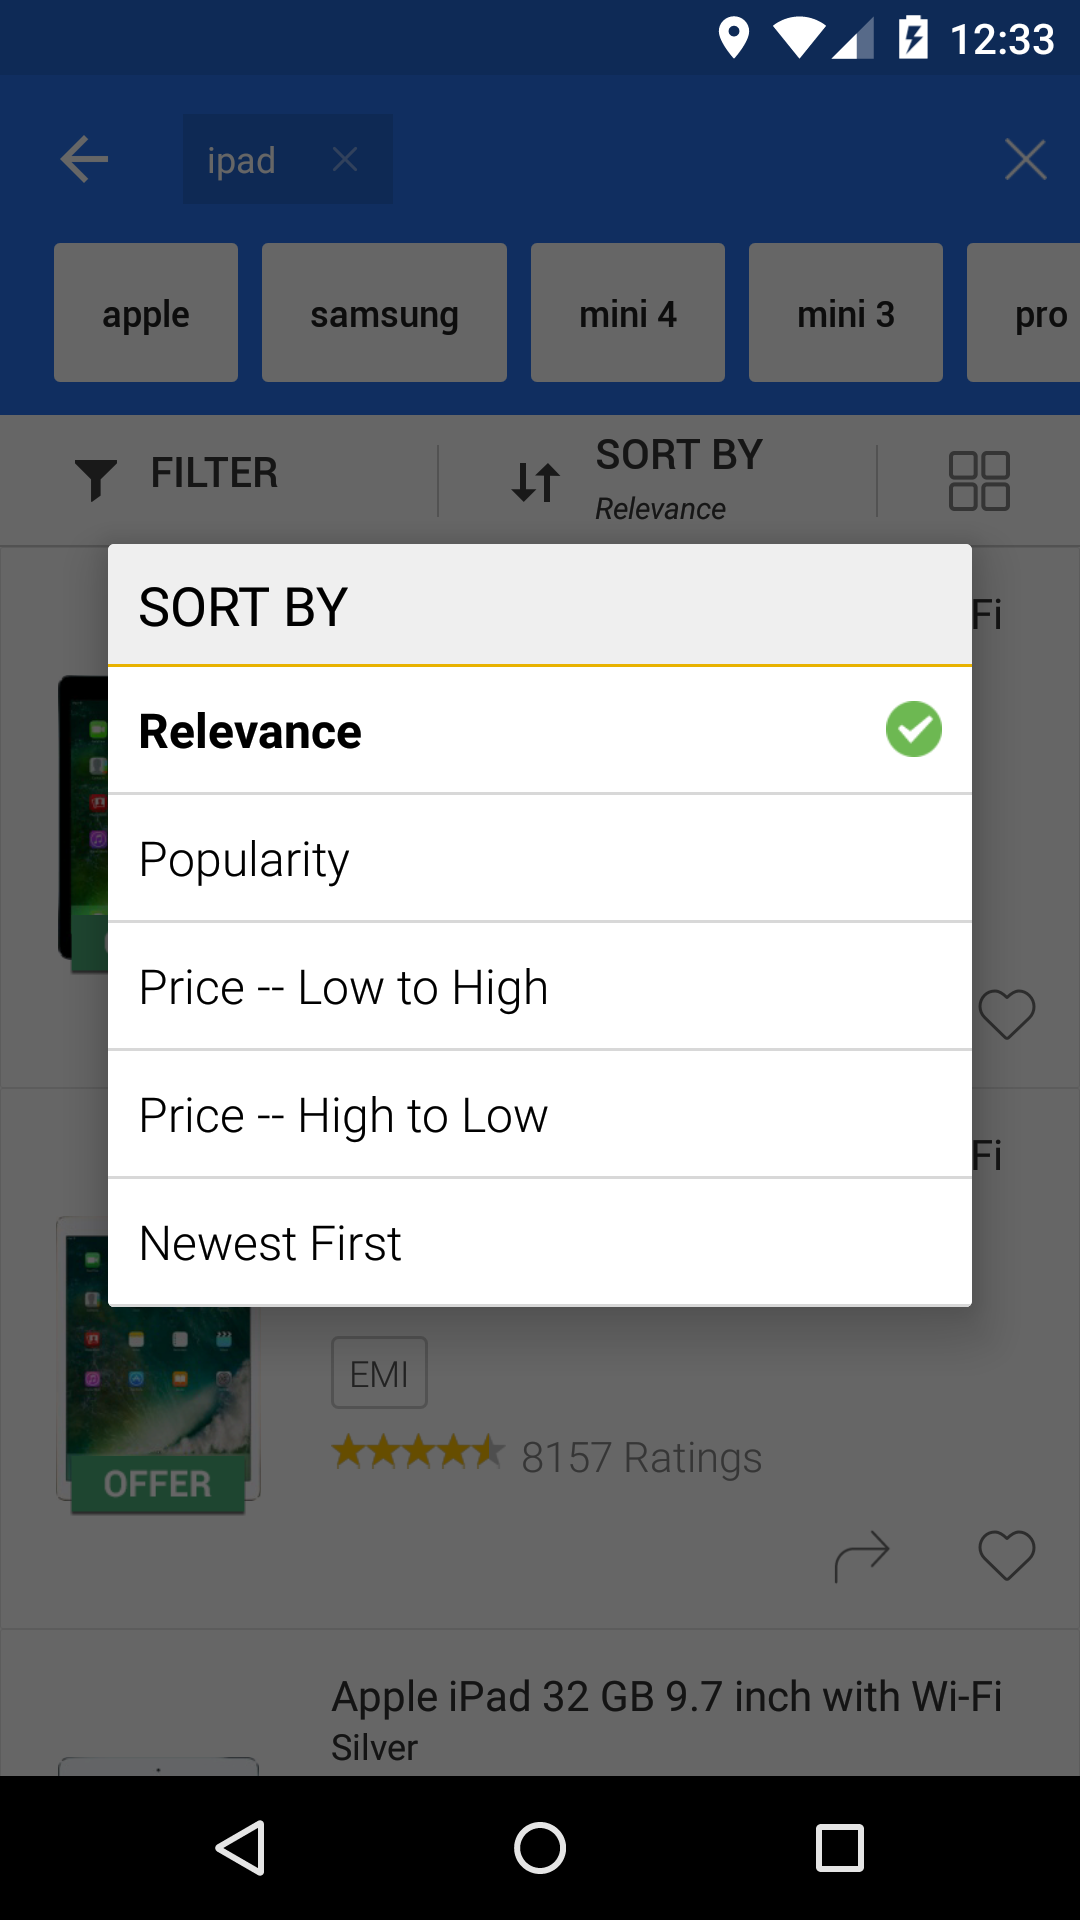 12:33
ipad
apple samsung mini 4 mini 3 pro
FILTER
SORT BY
Relevance
SORT BY
Fi
Relevance
Popularity
Price -- Low to High
Price -- High to Low
Fi
Newest First
EMI
8157 Ratings
OFFER
Apple iPad 32 GB 9.7 inch with Wi-Fi
Silver